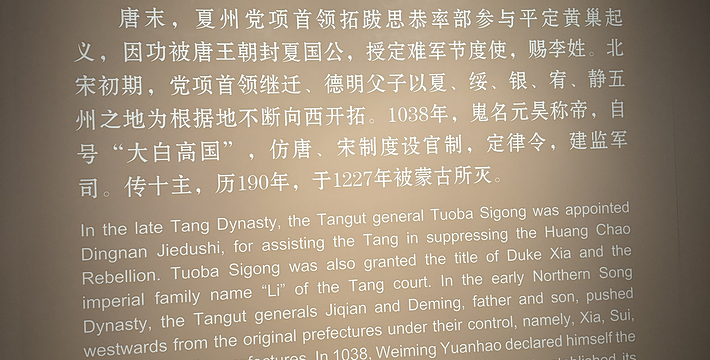 唐末，夏州党项首领拓跋思恭率部参与平定黄巢起
义，因功被唐王朝封夏国公，授定难军节度使，赐李姓。北
宋初期，党项首领继迁、德明父子以夏、绥、银、宥、静五
州之地为根据地不断向西开拓。1038年，嵬名元昊称帝，自
号“大白高国”，仿唐、宋制度设官制，定律令，建监军
司。传十主，历190年，于1227年被蒙古所灭。
In the late Tang Dynasty, the Tangut general Tuoba Sigong was appointed
Dingnan Jiedushi, for assisting the Tang in suppressing the Huang Chao
Rebellion. Tuoba Sigong was also granted the title of Duke Xia and the
imperial family name “Li” of the Tang court. In the early Northern Song
Dynasty, the Tangut generals Jiqian and Deming, father and son, pushed
westwards from the original prefectures under their control, namely, Xia, Sui,
In 1038, Weiming Yuanhao declared himself the
established its